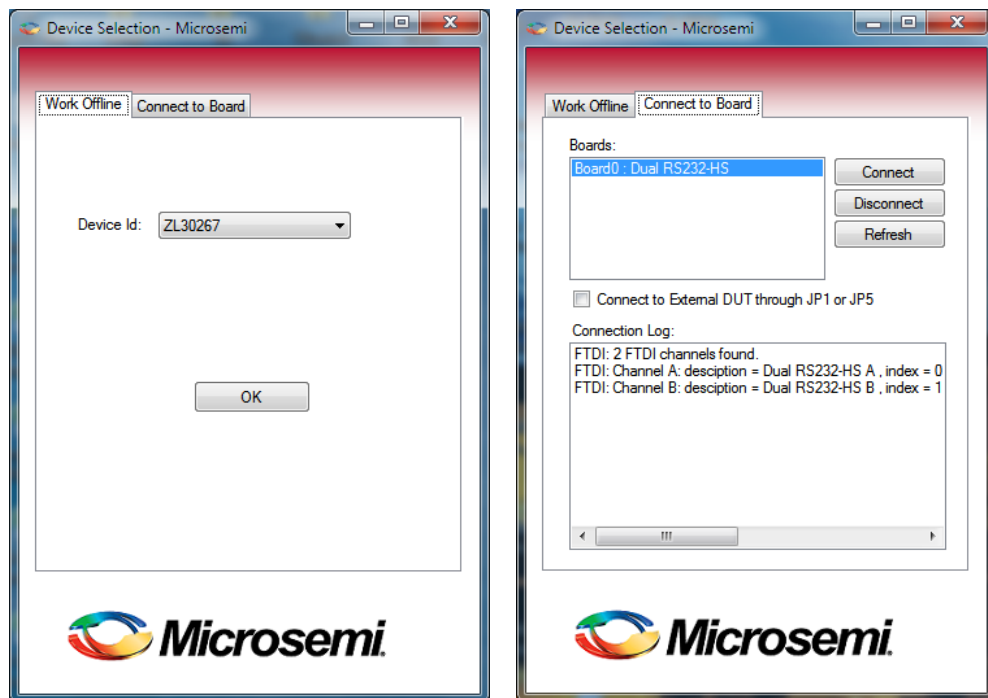 Device Selection - Microsemi
Work Offline
Connect to Board
Device Id:
ZL30267
OK
Microsemi.
Device Selection - Microsemi
Work Offline
Connect to Board
Boards:
Board0 : Dual RS232-HS
Connect
Disconnect
Refresh
Connect to External DUT through JP1 or JP5
Connection Log:
FTDI: 2 FTDI channels found.
FTDI: Channel A: desciption = Dual RS232-HS A , index = 0
FTDI: Channel B: desciption = Dual RS232-HS B , index = 1
Microsemi.